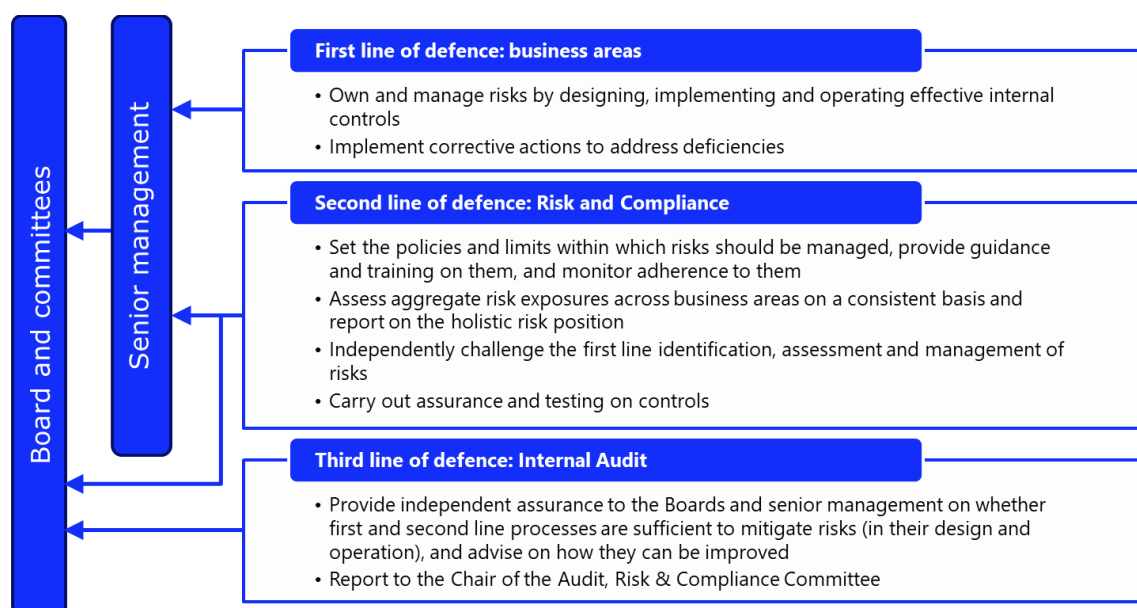 Board and committees
Senior management
First line of defence: business areas
• Own and manage risks by designing, implementing and operating effective internal
controls
• Implement corrective actions to address deficiencies
Second line of defence: Risk and Compliance
• Set the policies and limits within which risks should be managed, provide guidance
and training on them, and monitor adherence to them
• Assess aggregate risk exposures across business areas on a consistent basis and
report on the holistic risk position
• Independently challenge the first line identification, assessment and management of
risks
• Carry out assurance and testing on controls
Third line of defence: Internal Audit
• Provide independent assurance to the Boards and senior management on whether
first and second line processes are sufficient to mitigate risks (in their design and
operation), and advise on how they can be improved
• Report to the Chair of the Audit, Risk & Compliance Committee